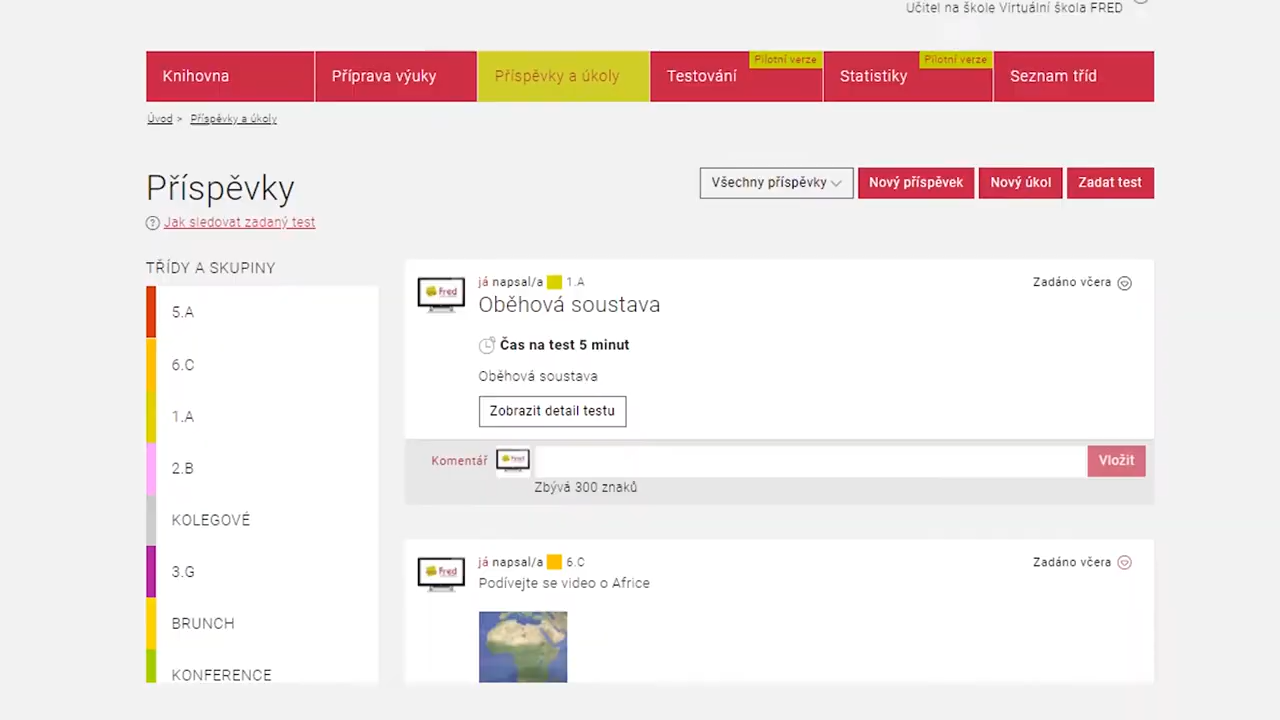 Učitel na škole Virtuální škola FRED
Knihovna
Příprava výuky
Příspěvky a úkoly
Testování
Pilotní verze
Statistiky
Pilotní verze
Seznam tříd
Úvod > Příspěvky a úkoly
Příspěvky
Všechny příspěvky
Nový příspěvek
Nový úkol
Zadat test
? Jak sledovat zadaný test
TŘÍDY A SKUPINY
5.A
6.C
1.A
2.B
KOLEGOVÉ
3.G
BRUNCH
KONFERENCE
Fred
já napsal/a 1.A
Zadáno včera
Oběhová soustava
Čas na test 5 minut
Oběhová soustava
Zobrazit detail testu
Komentář
Fred
Vložit
Zbývá 300 znaků
Fred
já napsal/a 6.C
Zadáno včera
Podívejte se video o Africe